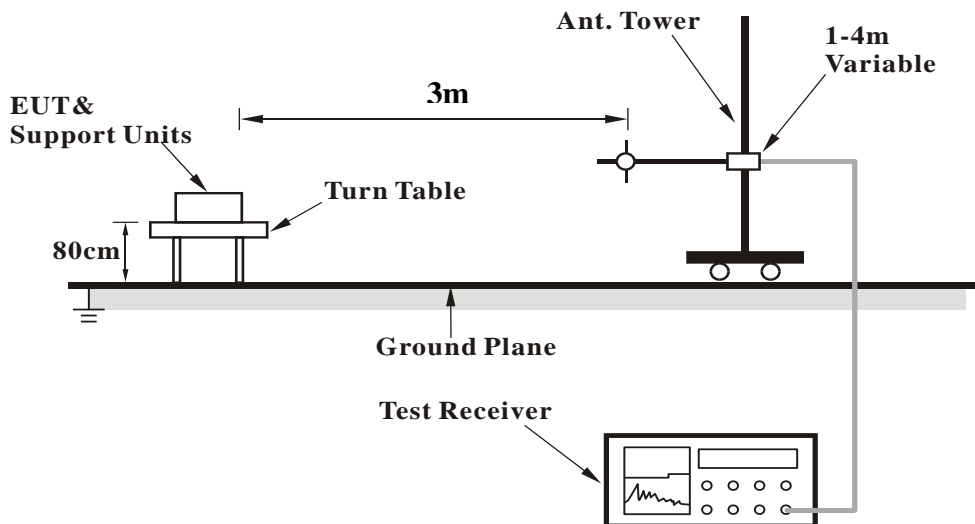 Ant. Tower
1-4m
Variable
3m
EUT&
Support Units
Turn Table
80cm
Ground Plane
Test Receiver